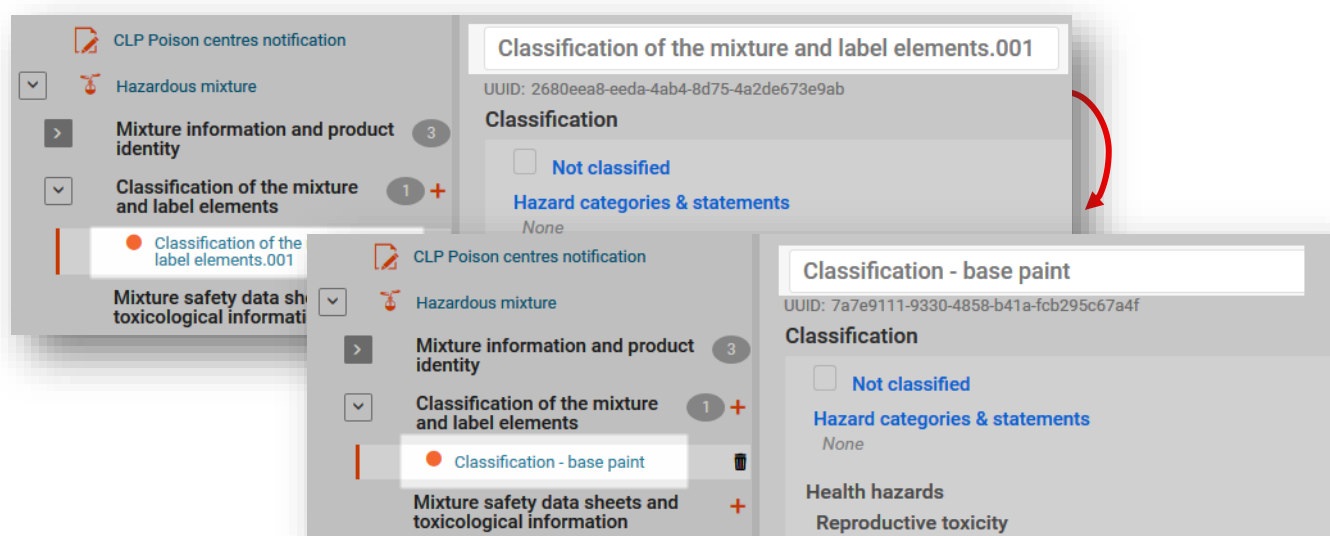 CLP Poison centres notification
Hazardous mixture
Mixture information and product
identity
3
Classification of the mixture
and label elements
1 +
Classification of the
label elements.001
Mixture safety data
toxicological
Classification of the mixture and label elements.001
UUID: 2680eea8-eeda-4ab4-8d75-4a2de673e9ab
Classification
Not classified
Hazard categories & statements
None
CLP Poison centres notification
Hazardous mixture
Mixture information and product
identity
3
Classification of the mixture
and label elements
1 +
Classification - base paint
Mixture safety data sheets and
toxicological information
+
Classification - base paint
UUID: 7a7e9111-9330-4858-b41a-fcb295c67a4f
Classification
Not classified
Hazard categories & statements
None
Health hazards
Reproductive toxicity